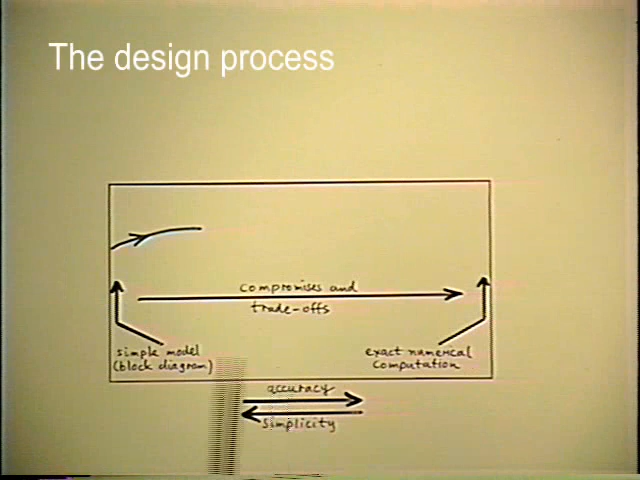 The design process
compromises and
trade-offs
simple model
(block diagram)
exact numerical
computation
accuracy
simplicity